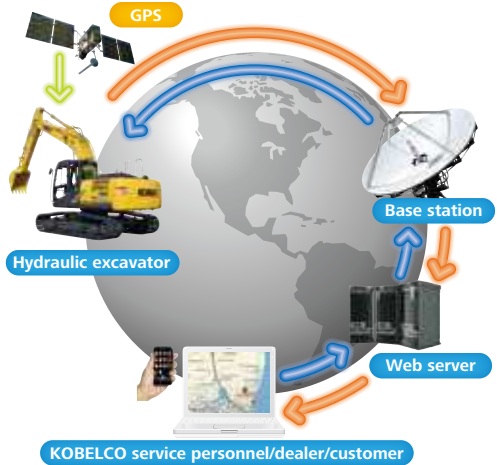 GPS
Hydraulic excavator
Base station
Web server
KOBELCO service personnel/dealer/customer